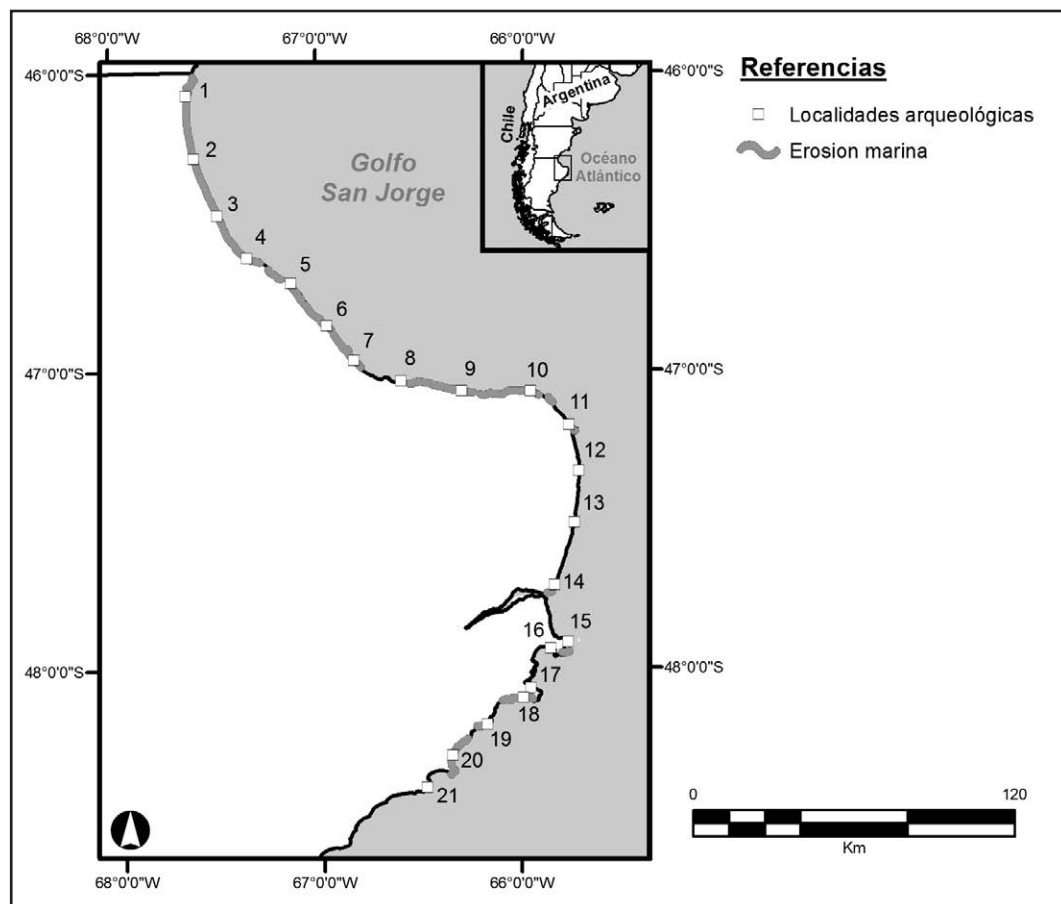 68°0'0"W 67°0'0"W 66°0'0"W
46°0'0"S 46°0'0"S
Referencias
Localidades arqueológicas
Erosion marina
Argentina
Chile
Océano
Atlántico
Golfo
San Jorge
1
2
3
4
5
6
7
8
9
10
11
12
13
14
15
16
17
18
19
20
21
47°0'0"S 47°0'0"S
48°0'0"S 48°0'0"S
0 120
Km
68°0'0"W 67°0'0"W 66°0'0"W